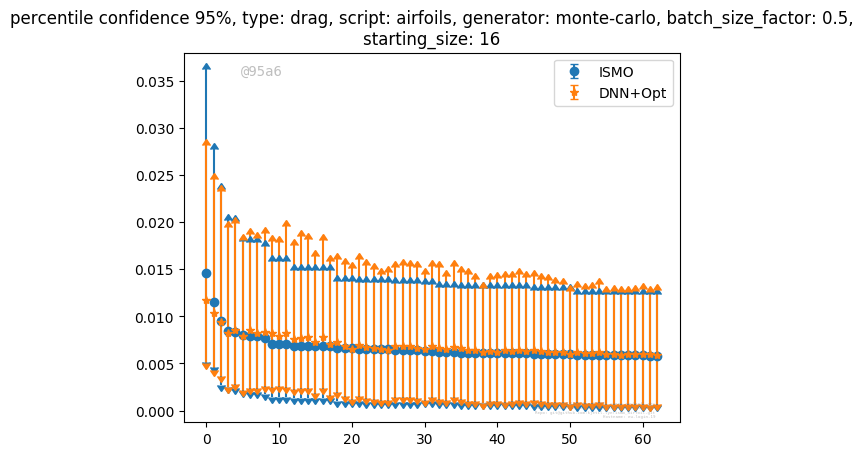 percentile confidence 95%, type: drag, script: airfoils, generator: monte-carlo, batch_size_factor: 0.5,
starting_size: 16
@95a6
ISMO
DNN+Opt
0.035
0.030
0.025
0.020
0.015
0.010
0.005
0.000
0 10 20 30 40 50 60